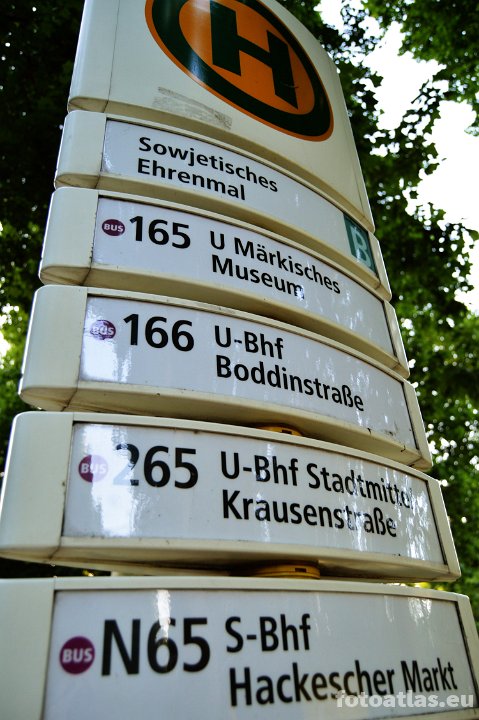 H
Sowjetisches
Ehrenmal
B
BUS 165 U Märkisches
Museum
BUS 166 U-Bhf
Boddinstraße
BUS 265 U-Bhf Stadtmitte/
Krausenstraße
BUS N65 S-Bhf
Hackescher Markt
fotoatlas.eu